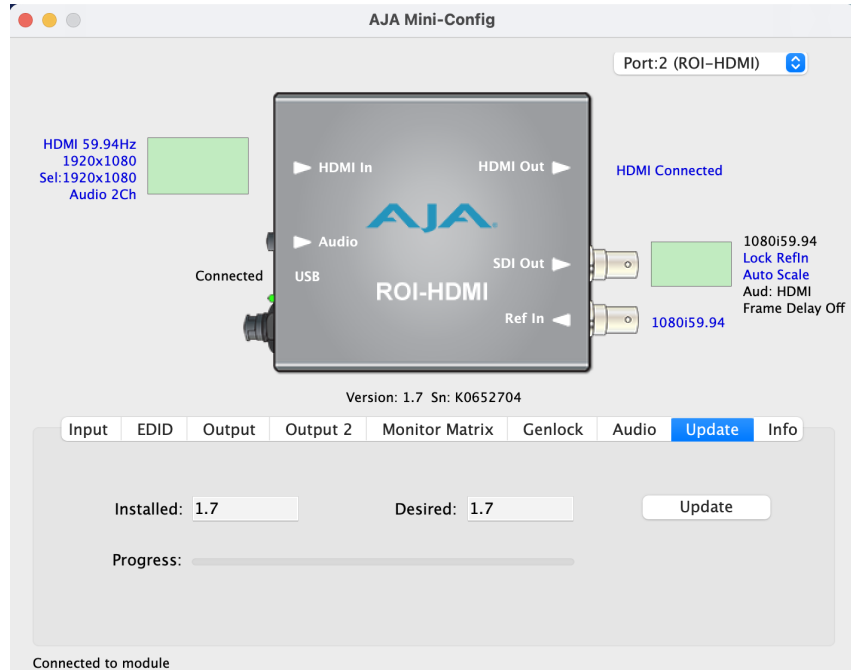 AJA Mini-Config
Port:2 (ROI-HDMI)
HDMI 59.94Hz
1920x1080
Sel:1920x1080
Audio 2Ch
HDMI In
HDMI Out
HDMI Connected
AJA
Audio
Connected
USB
SDI Out
ROI-HDMI
Ref In
1080i59.94
Lock RefIn
Auto Scale
Aud: HDMI
Frame Delay Off
1080i59.94
Version: 1.7 Sn: K0652704
Input EDID Output Output 2 Monitor Matrix Genlock Audio Update Info
Installed: 1.7 Desired: 1.7 Update
Progress:
Connected to module